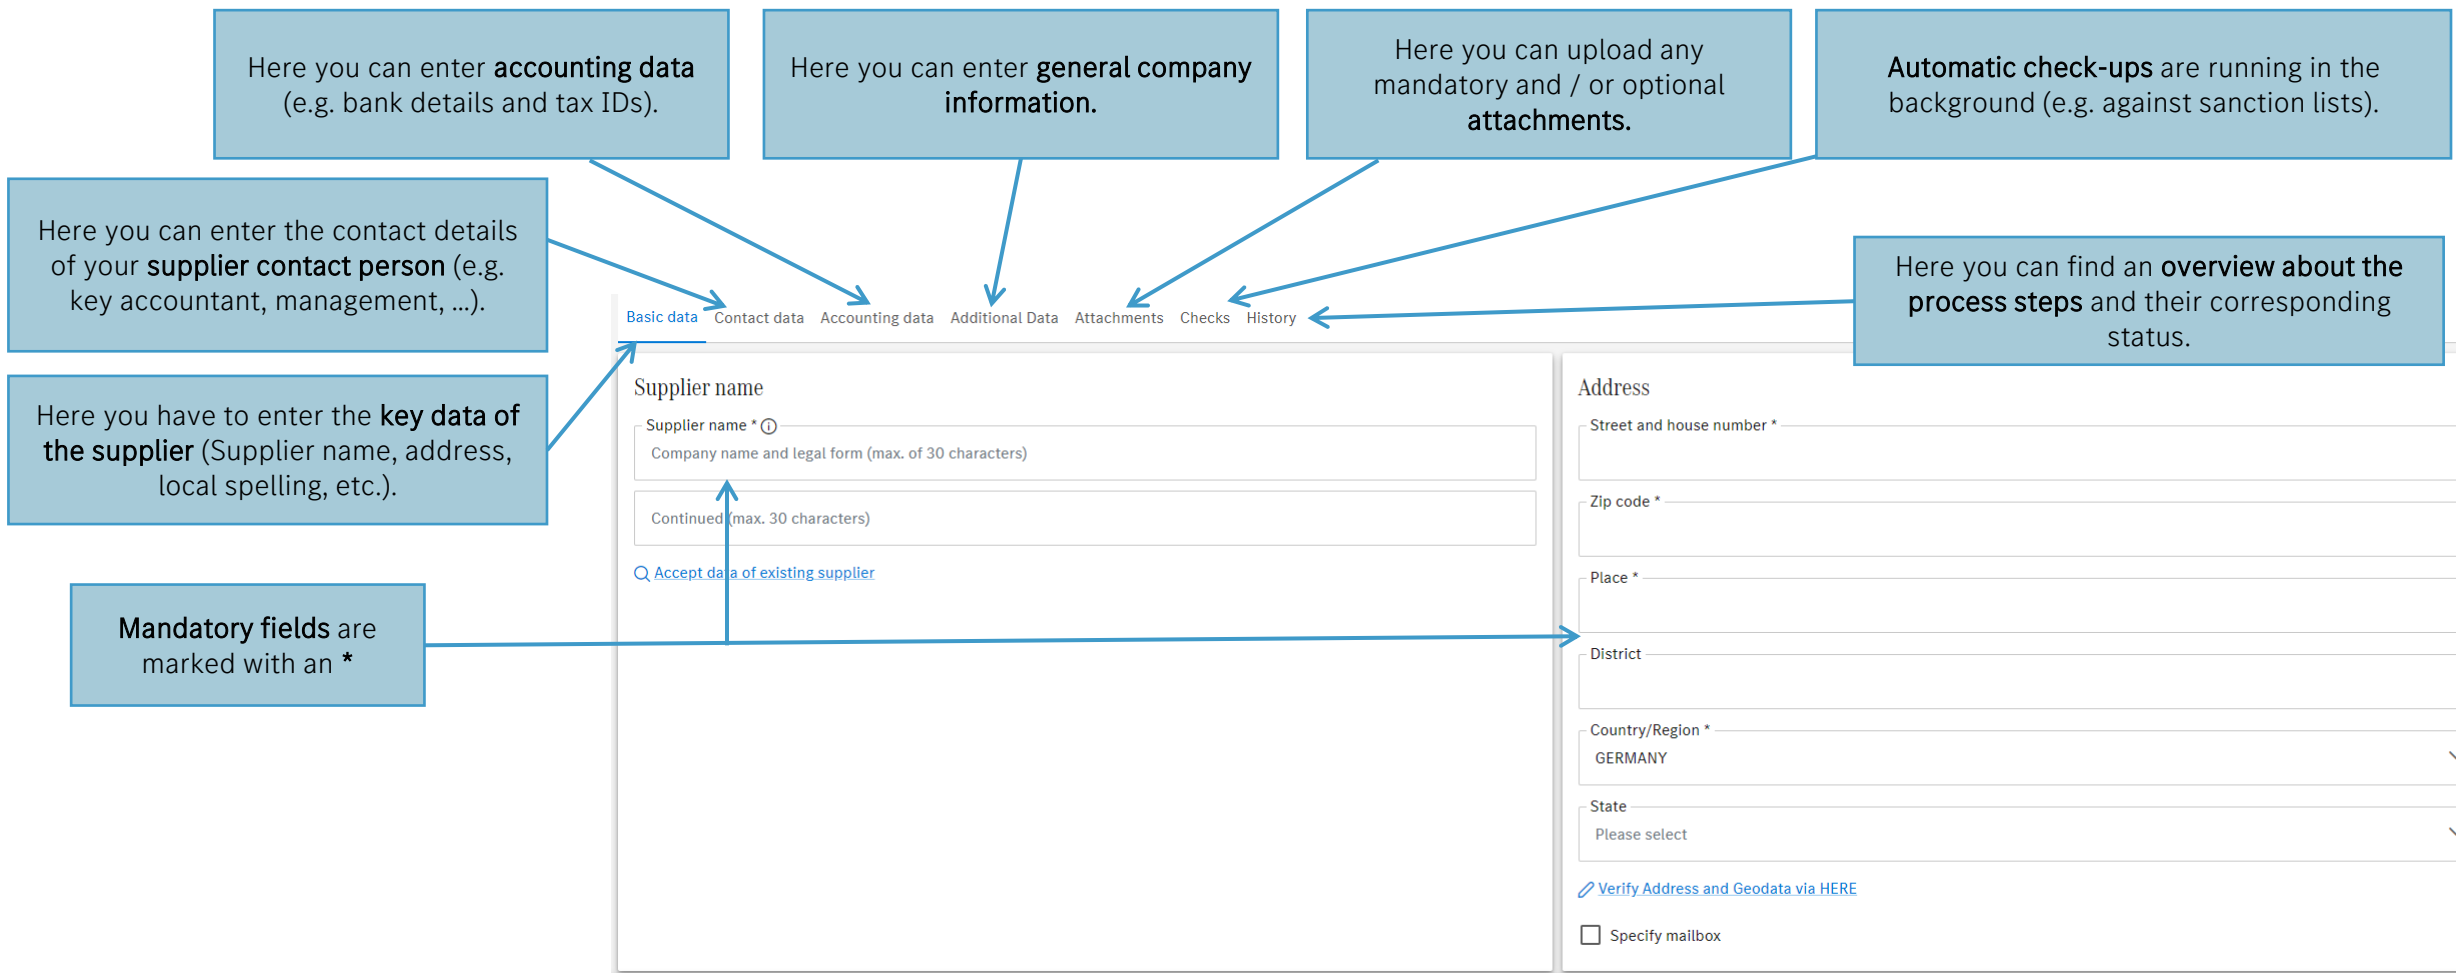 Here you can enter accounting data
(e.g. bank details and tax IDs).
Here you can enter general company
information.
Here you can upload any
mandatory and / or optional
attachments.
Automatic check-ups are running in the
background (e.g. against sanction lists).
Here you can enter the contact details
of your supplier contact person (e.g.
key accountant, management, ...).
Here you can find an overview about the
process steps and their corresponding
status.
Basic data Contact data Accounting data Additional Data Attachments Checks History
Here you have to enter the key data of
the supplier (Supplier name, address,
local spelling, etc.).
Mandatory fields are
marked with an *
Supplier name
Supplier name *
Company name and legal form (max. of 30 characters)
Continued (max. 30 characters)
Accept data of existing supplier
Address
Street and house number *
Zip code *
Place *
District
Country/Region *
GERMANY
State
Please select
Verify Address and Geodata via HERE
Specify mailbox